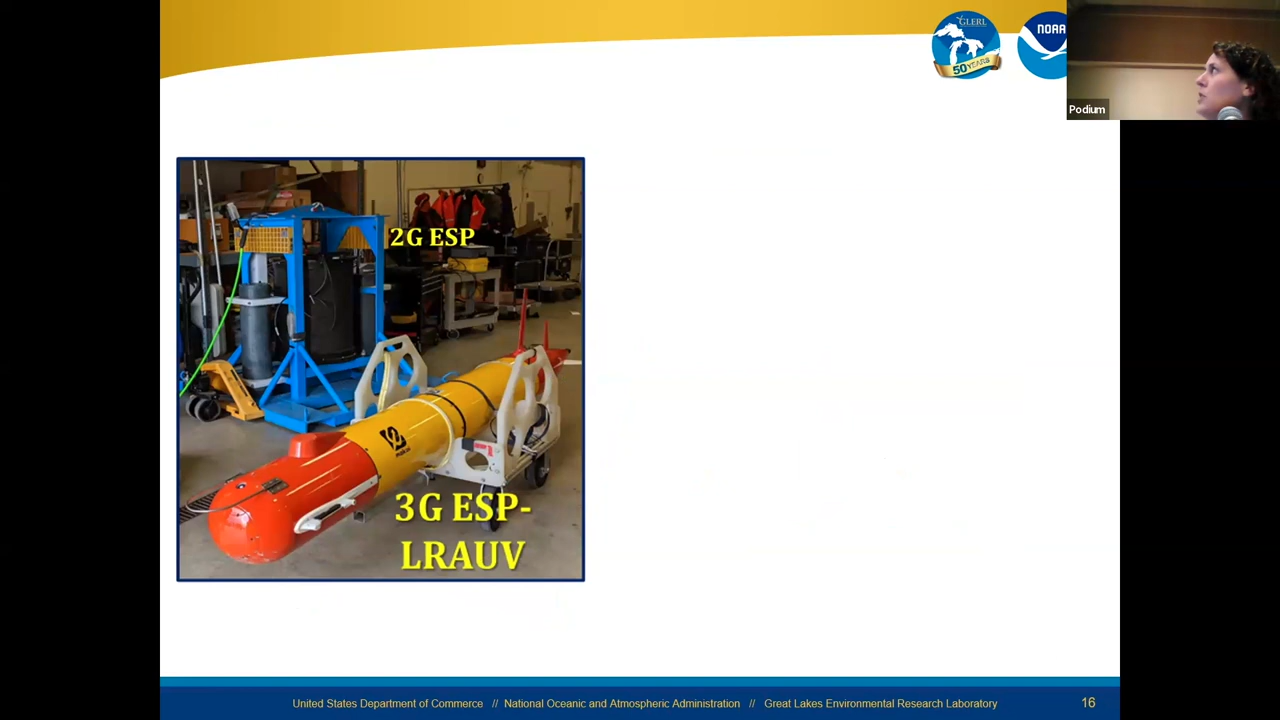 GLERL
50 YEARS
NOAA
Podium
2G ESP
makai
3G ESP-
LRAUV
United States Department of Commerce // National Oceanic and Atmospheric Administration // Great Lakes Environmental Research Laboratory
16